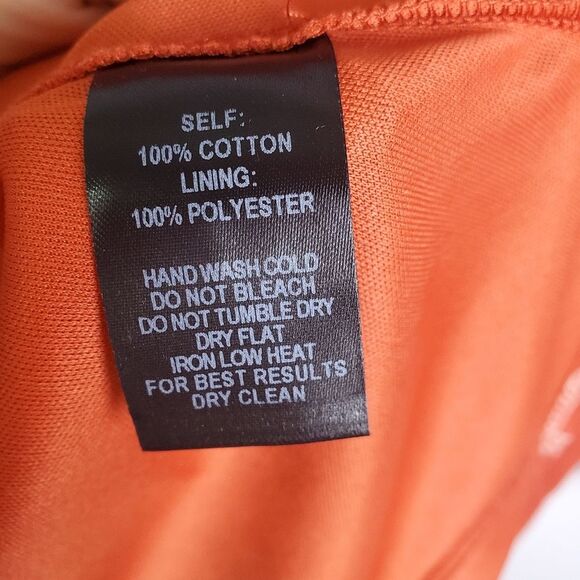 SELF:
100% COTTON
LINING:
100% POLYESTER
HAND WASH COLD
DO NOT BLEACH
DO NOT TUMBLE DRY
DRY FLAT
IRON LOW HEAT
FOR BEST RESULTS
DRY CLEAN